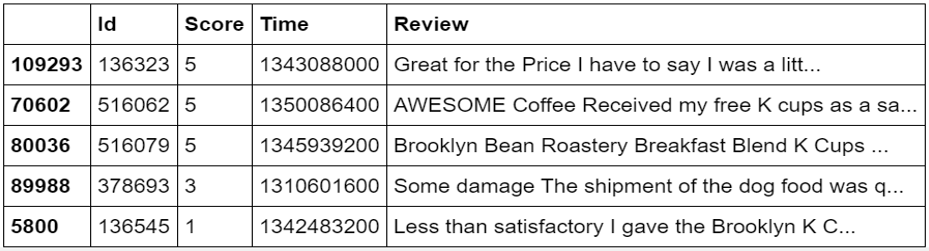 Id Score Time Review
109293 136323 5 1343088000 Great for the Price I have to say I was a litt...
70602 516062 5 1350086400 AWESOME Coffee Received my free K cups as a sa...
80036 516079 5 1345939200 Brooklyn Bean Roastery Breakfast Blend K Cups ...
89988 378693 3 1310601600 Some damage The shipment of the dog food was q...
5800 136545 1 1342483200 Less than satisfactory I gave the Brooklyn K C...